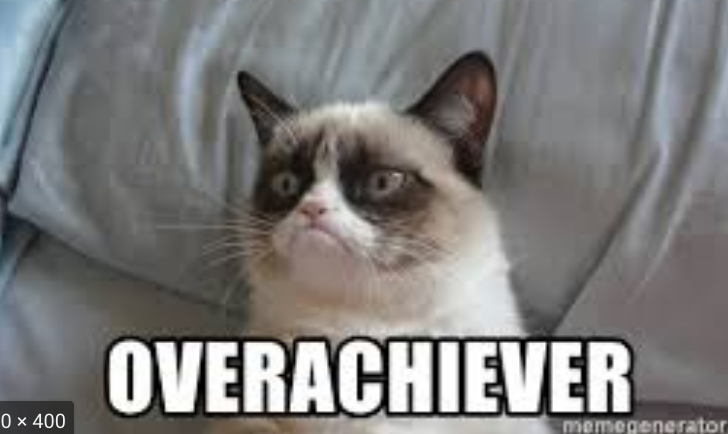 OVERACHIEVER
0 × 400
memegenerator